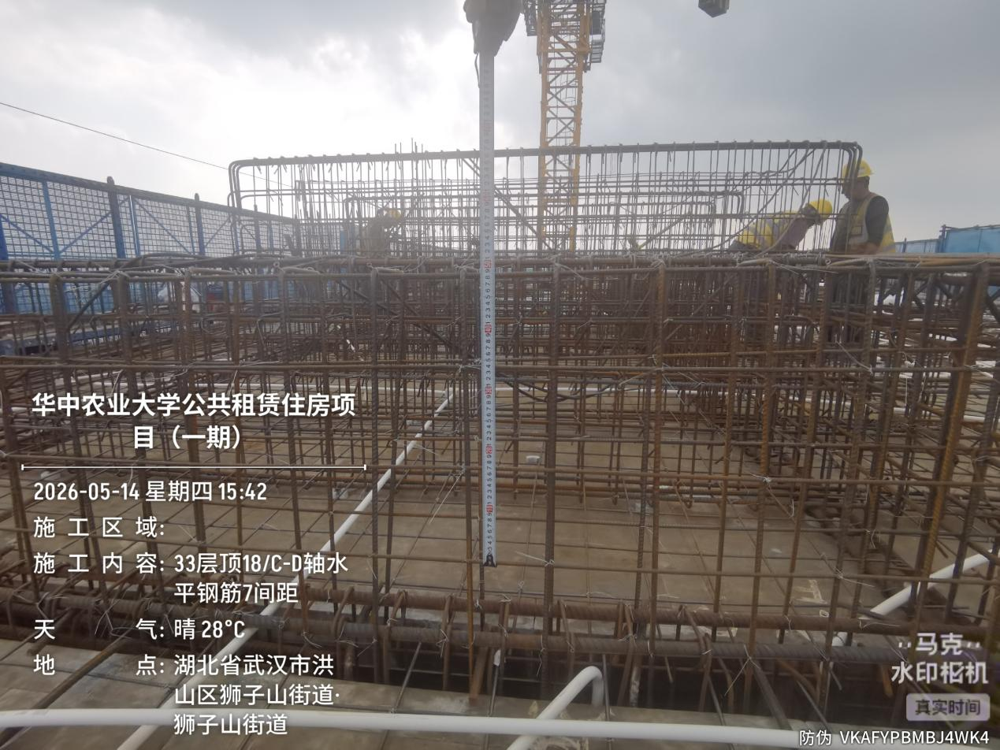 华中农业大学公共租赁住房项
目（一期）
2026-05-14 星期四 15:42
施工区域:
施工内容: 33层顶18/C-D轴水
平钢筋7间距
天气: 晴 28°C
地点: 湖北省武汉市洪
山区狮子山街道·
狮子山街道
马克
水印相机
真实时间
防伪 VKAFYPBMBJ4WK4